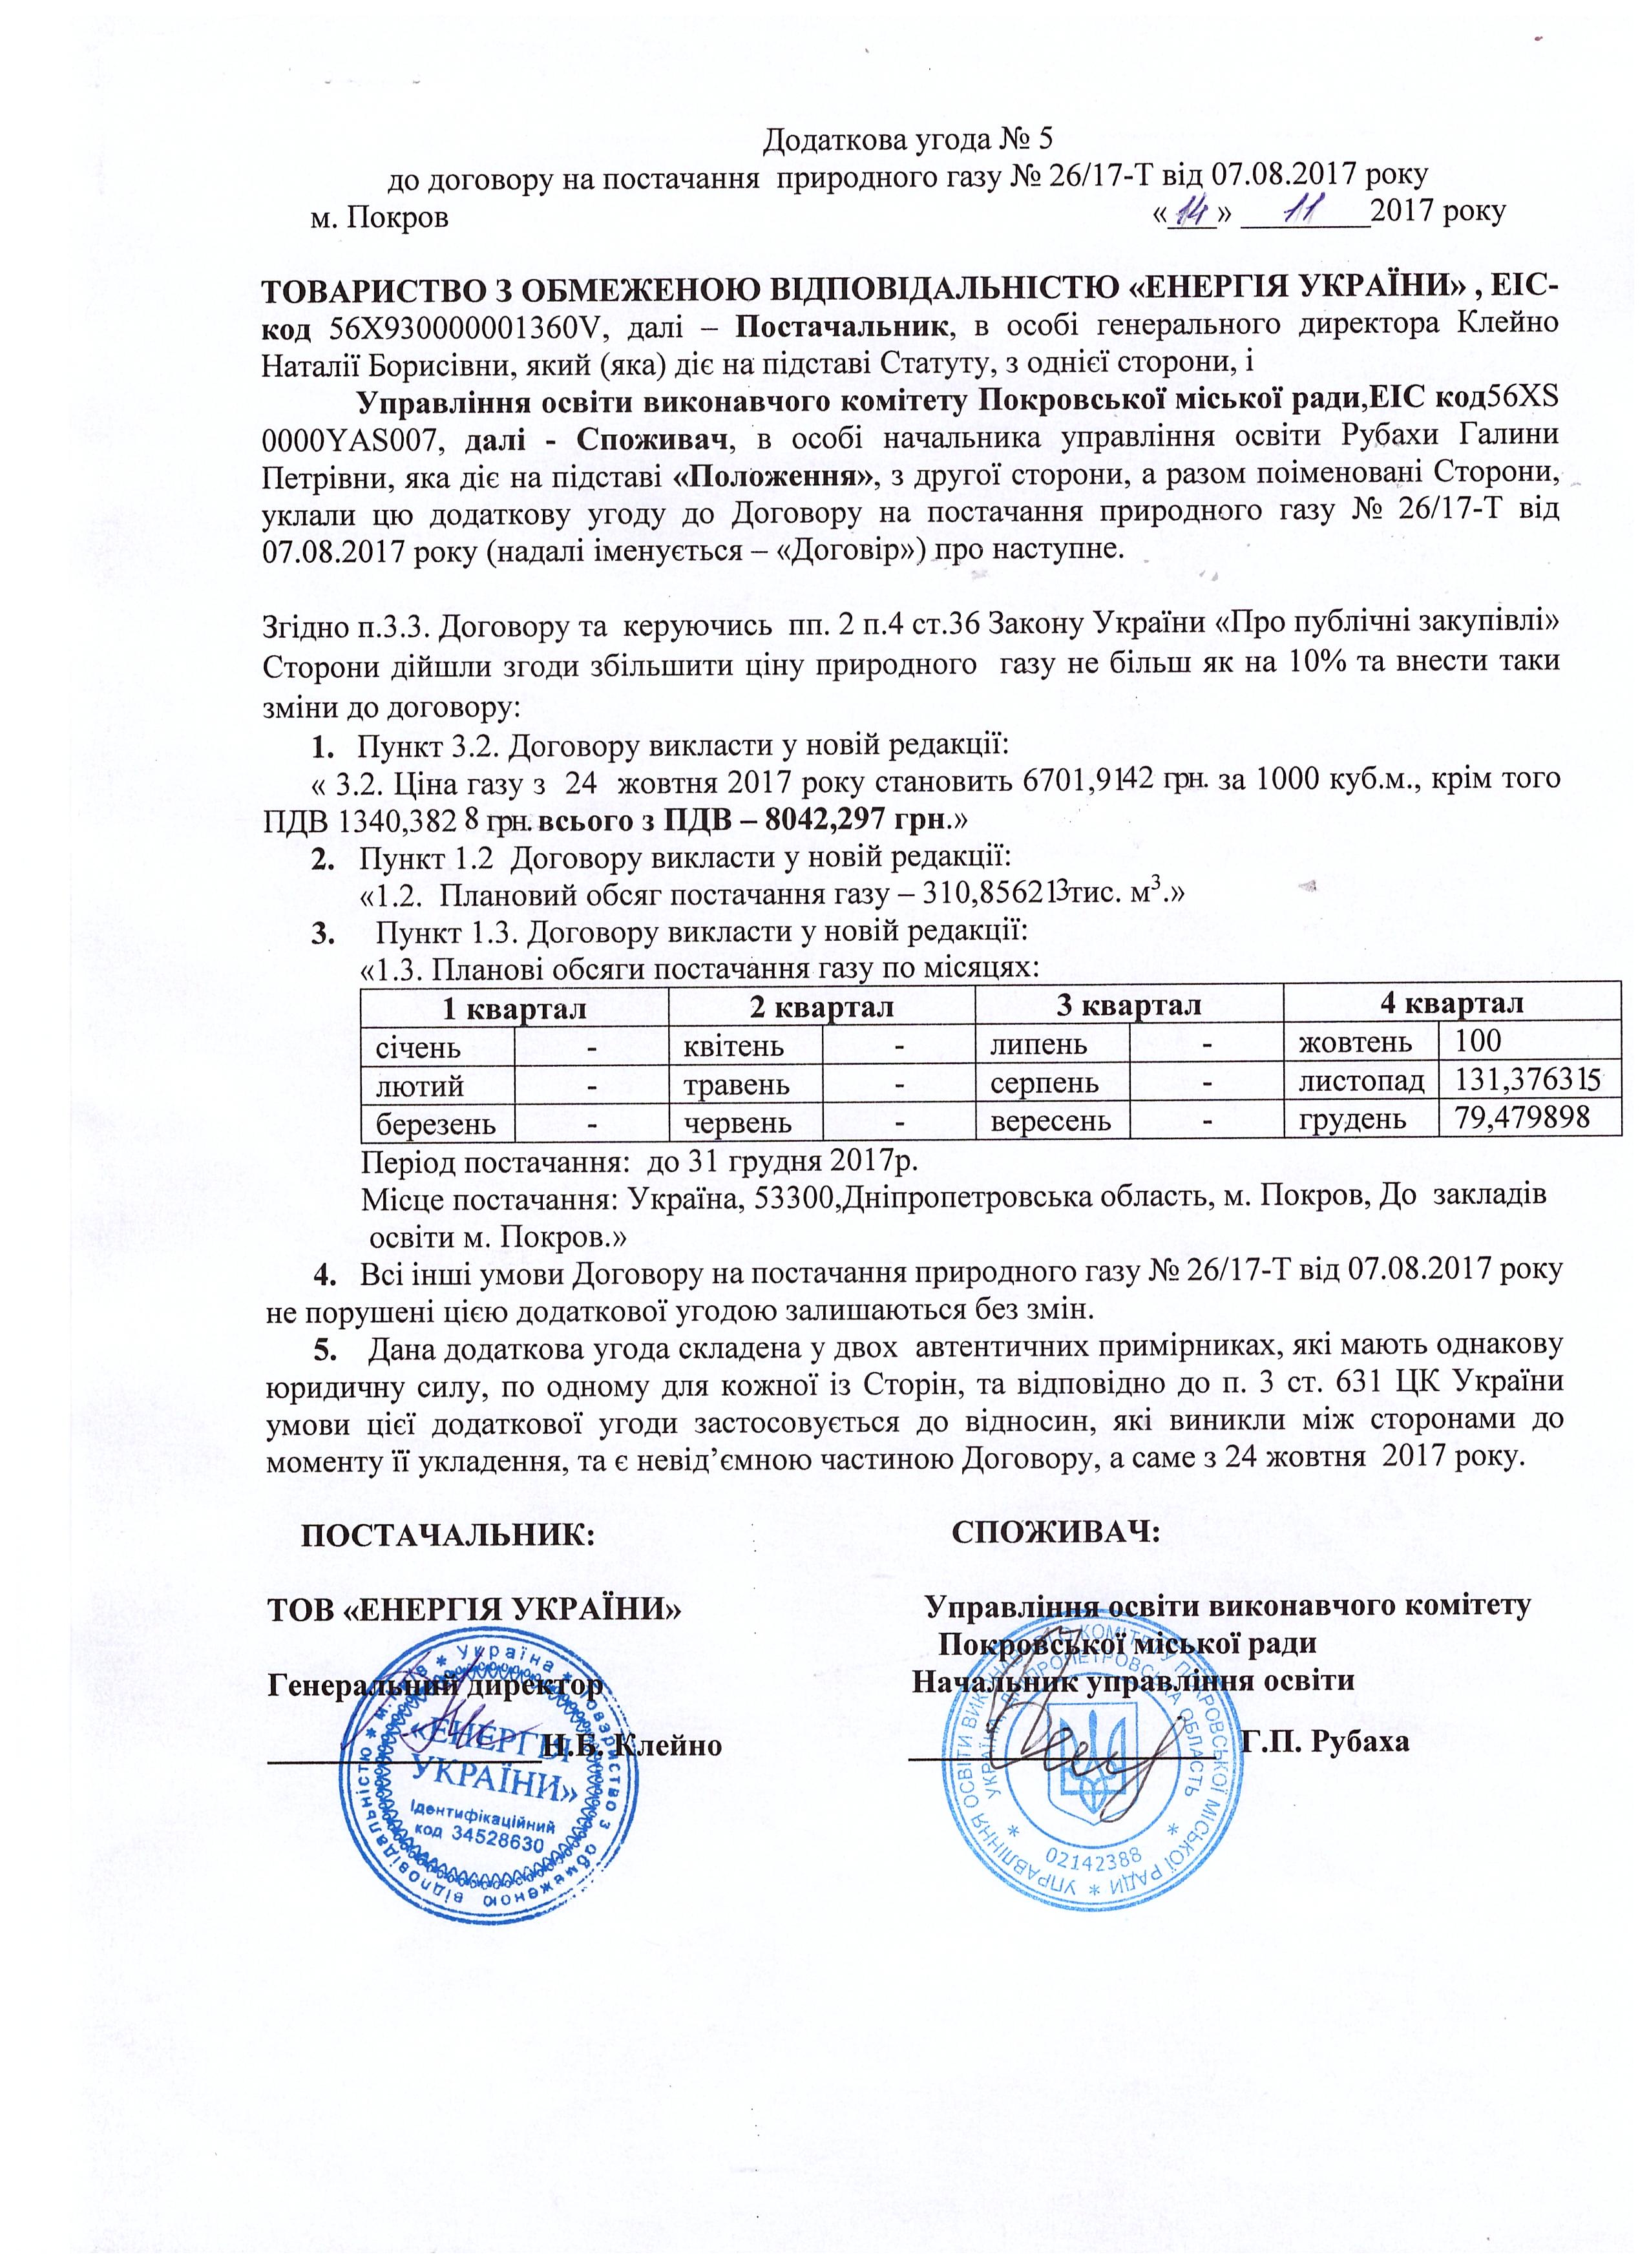 Додаткова угода № 5
до договору на постачання природного газу № 26/17-Т від 07.08.2017 року
м. Покров «14» 11 2017 року
ТОВАРИСТВО З ОБМЕЖЕНОЮ ВІДПОВІДАЛЬНІСТЮ «ЕНЕРГІЯ УКРАЇНИ» , ЕІС-
код 56X930000001360V, далі – Постачальник, в особі генерального директора Клейно
Наталії Борисівни, який (яка) діє на підставі Статуту, з однієї сторони, і
Управління освіти виконавчого комітету Покровської міської ради,ЕІС код56XS
0000YAS007, далі - Споживач, в особі начальника управління освіти Рубахи Галини
Петрівни, яка діє на підставі «Положення», з другої сторони, а разом поіменовані Сторони,
уклали цю додаткову угоду до Договору на постачання природного газу № 26/17-Т від
07.08.2017 року (надалі іменується – «Договір») про наступне.
Згідно п.3.3. Договору та керуючись пп. 2 п.4 ст.36 Закону України «Про публічні закупівлі»
Сторони дійшли згоди збільшити ціну природного газу не більш як на 10% та внести таки
зміни до договору:
1. Пункт 3.2. Договору викласти у новій редакції:
« 3.2. Ціна газу з 24 жовтня 2017 року становить 6701,9142 грн. за 1000 куб.м., крім того
ПДВ 1340,382 8 грн. всього з ПДВ – 8042,297 грн.»
2. Пункт 1.2 Договору викласти у новій редакції:
«1.2. Плановий обсяг постачання газу – 310,856213тис. м³.»
3. Пункт 1.3. Договору викласти у новій редакції:
«1.3. Планові обсяги постачання газу по місяцях:
1 квартал 2 квартал 3 квартал 4 квартал
січень - квітень - липень - жовтень 100
лютий - травень - серпень - листопад 131,376315
березень - червень - вересень - грудень 79,479898
Період постачання: до 31 грудня 2017р.
Місце постачання: Україна, 53300,Дніпропетровська область, м. Покров, До закладів
освіти м. Покров.»
4. Всі інші умови Договору на постачання природного газу № 26/17-Т від 07.08.2017 року
не порушені цією додаткової угодою залишаються без змін.
5. Дана додаткова угода складена у двох автентичних примірниках, які мають однакову
юридичну силу, по одному для кожної із Сторін, та відповідно до п. 3 ст. 631 ЦК України
умови цієї додаткової угоди застосовується до відносин, які виникли між сторонами до
моменту її укладення, та є невід’ємною частиною Договору, а саме з 24 жовтня 2017 року.
ПОСТАЧАЛЬНИК: СПОЖИВАЧ:
ТОВ «ЕНЕРГІЯ УКРАЇНИ» Управління освіти виконавчого комітету
Покровської міської ради
Генеральний директор Начальник управління освіти
Н.Б. Клейно Г.П. Рубаха
м. Київ * Україна * Товариство з обмеженою відповідальністю *
«ЕНЕРГІЯ
УКРАЇНИ»
Ідентифікаційний
код 34528630
УПРАВЛІННЯ ОСВІТИ ВИКОНАВЧОГО КОМІТЕТУ ПОКРОВСЬКОЇ МІСЬКОЇ РАДИ *
УКРАЇНА ДНІПРОПЕТРОВСЬКА ОБЛАСТЬ
* 02142388 *